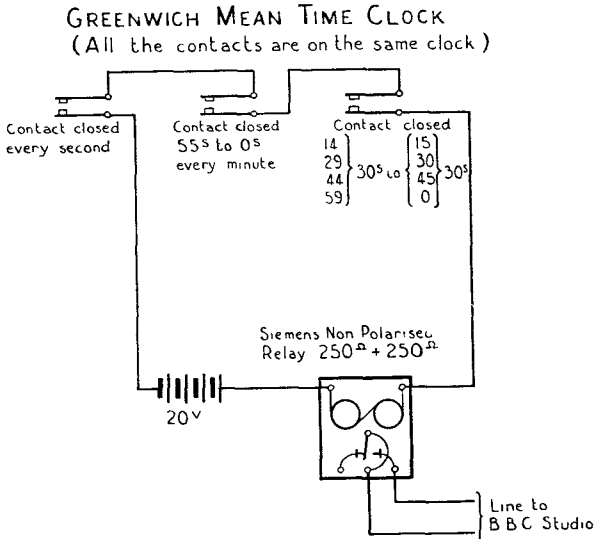 GREENWICH MEAN TIME CLOCK
(All the contacts are on the same clock)
Contact closed
every second
Contact closed
55s to 0s
every minute
Contact closed
14 29 44 59 } 30s to { 15 30 45 0 } 30s
Siemens Non Polarised
Relay 250Ω + 250Ω
20V
Line to
BBC Studio